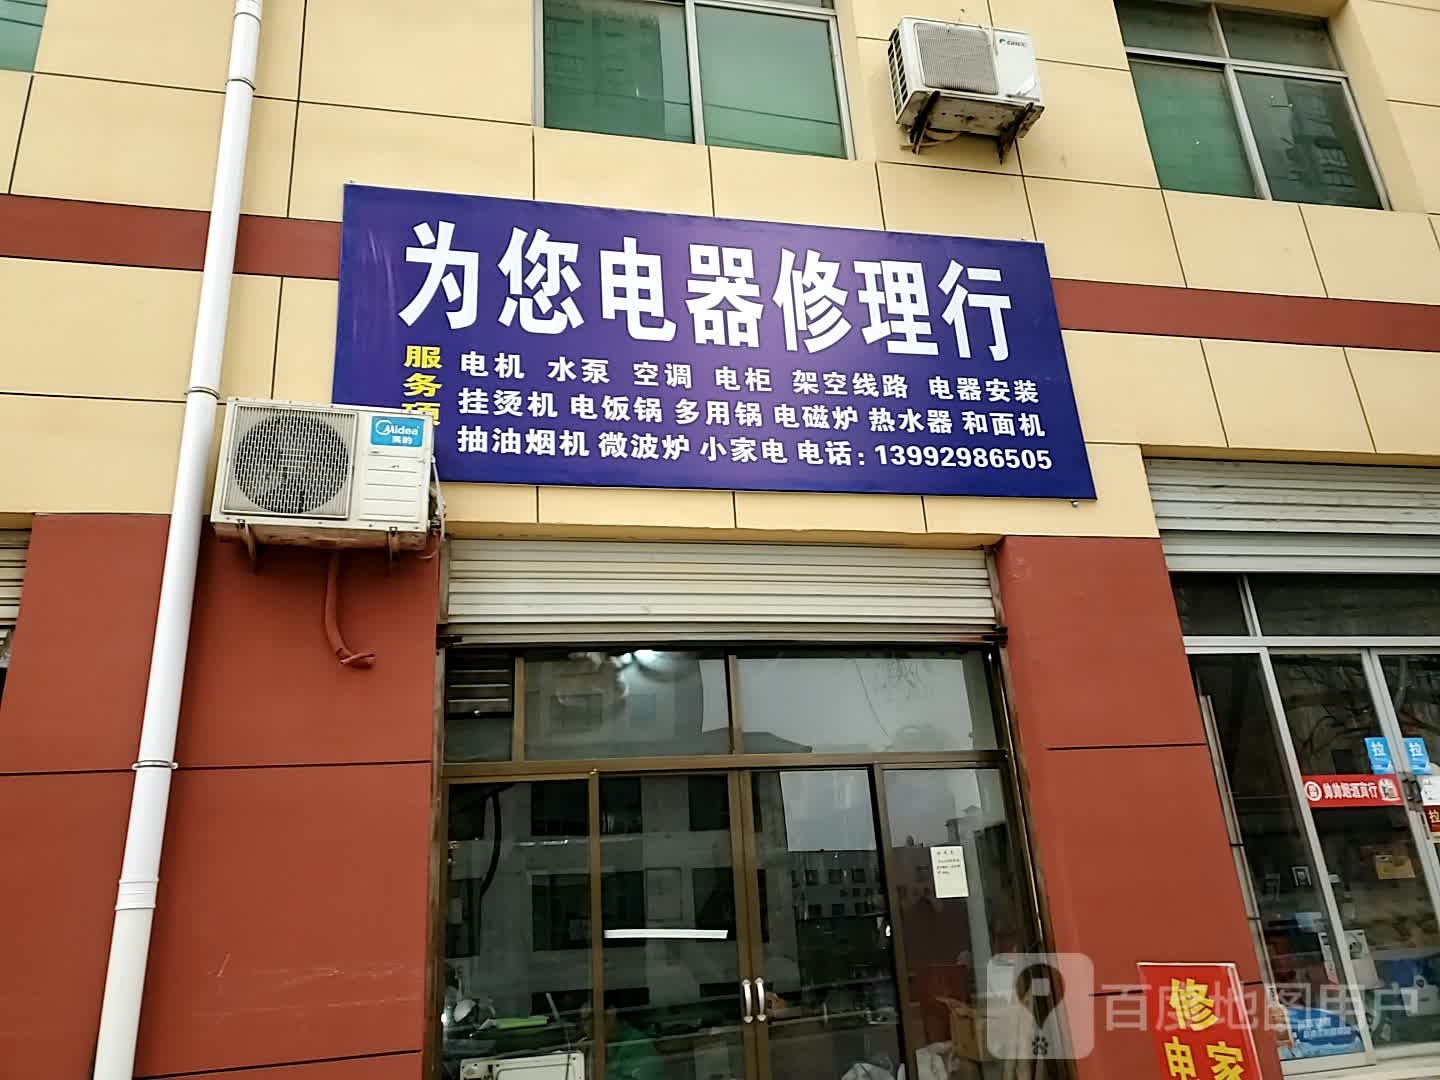 GREE
为您电器修理行
服务项
电机 水泵 空调 电柜 架空线路 电器安装
挂烫机 电饭锅 多用锅 电磁炉 热水器 和面机
抽油烟机 微波炉 小家电 电话：13992986505
Midea
美的
拉 拉
拉
修
家
电
百度地图用户